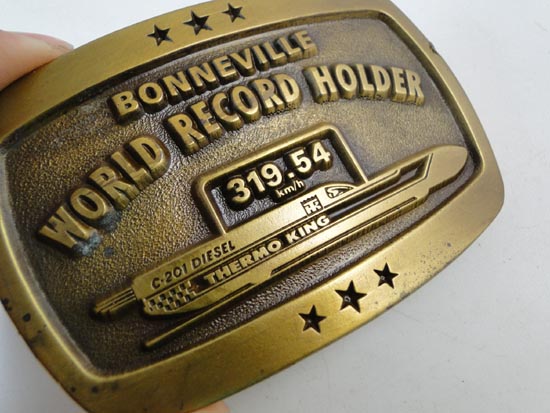 BONNEVILLE
WORLD RECORD HOLDER
319.54
km/h
C-201 DIESEL
THERMO KING